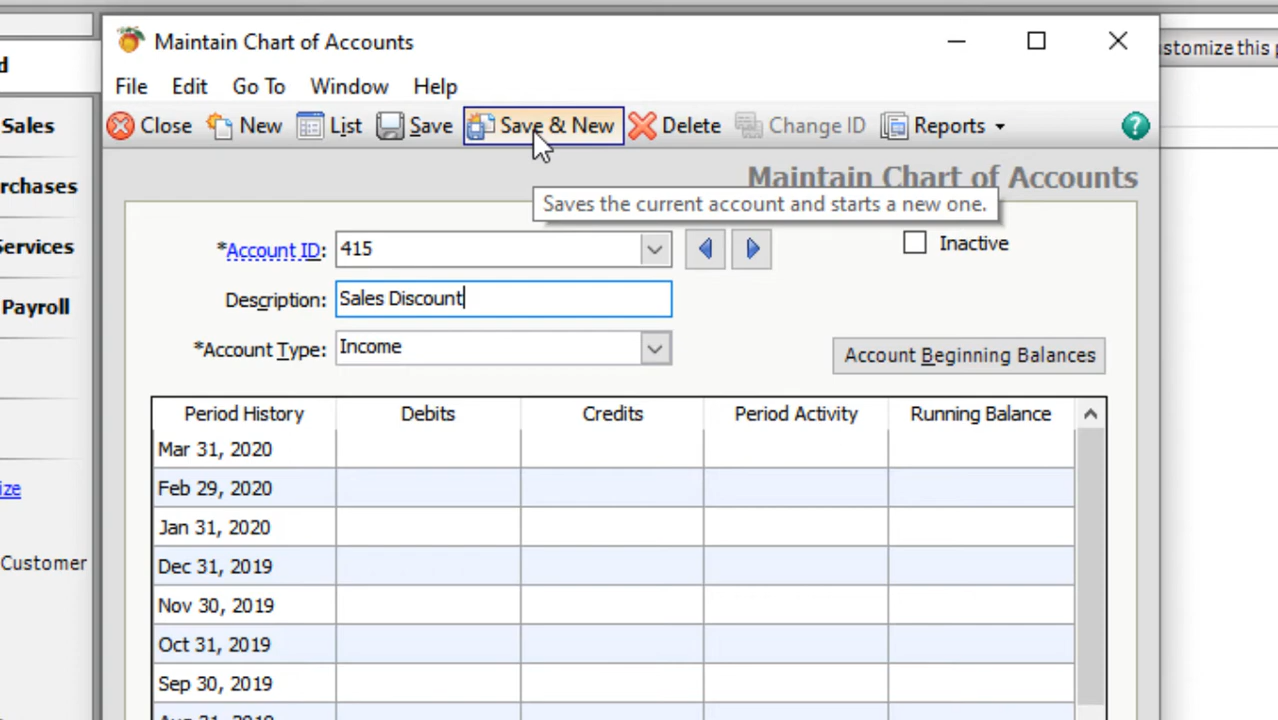 Maintain Chart of Accounts
stomize this
File Edit Go To Window Help
d
Close New List Save Save & New Delete Change ID Reports
Sales
Maintain Chart of Accounts
rchases
Saves the current account and starts a new one.
*Account ID: 415 Inactive
ervices
Description: Sales Discount
Payroll
*Account Type: Income Account Beginning Balances
Period History Debits Credits Period Activity Running Balance
Mar 31, 2020
Feb 29, 2020
ize
Jan 31, 2020
Customer
Dec 31, 2019
Nov 30, 2019
Oct 31, 2019
Sep 30, 2019
Aug 31, 2019